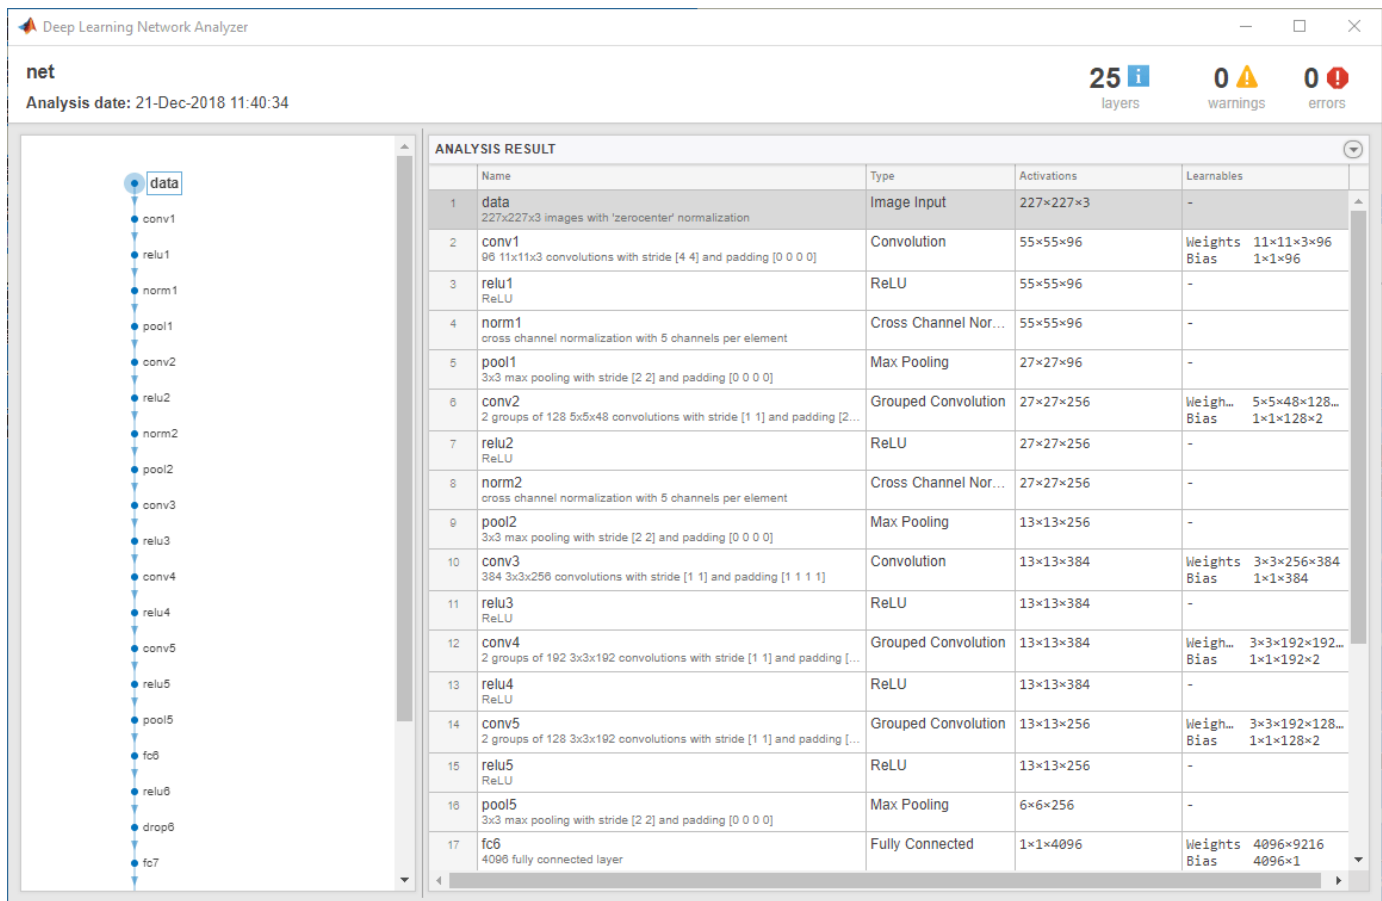 Deep Learning Network Analyzer
net
Analysis date: 21-Dec-2018 11:40:34
25
layers
0
warnings
0
errors
data
conv1
relu1
norm1
pool1
conv2
relu2
norm2
pool2
conv3
relu3
conv4
relu4
conv5
relu5
pool5
fc6
relu6
drop6
fc7
ANALYSIS RESULT
Name Type Activations Learnables
1 data Image Input 227×227×3 -
227x227x3 images with 'zerocenter' normalization
2 conv1 Convolution 55×55×96 Weights 11×11×3×96
96 11x11x3 convolutions with stride [4 4] and padding [0 0 0 0] Bias 1×1×96
3 relu1 ReLU 55×55×96 -
ReLU
4 norm1 Cross Channel Nor... 55×55×96 -
cross channel normalization with 5 channels per element
5 pool1 Max Pooling 27×27×96 -
3x3 max pooling with stride [2 2] and padding [0 0 0 0]
6 conv2 Grouped Convolution 27×27×256 Weigh... 5×5×48×128...
2 groups of 128 5x5x48 convolutions with stride [1 1] and padding [2... Bias 1×1×128×2
7 relu2 ReLU 27×27×256 -
ReLU
8 norm2 Cross Channel Nor... 27×27×256 -
cross channel normalization with 5 channels per element
9 pool2 Max Pooling 13×13×256 -
3x3 max pooling with stride [2 2] and padding [0 0 0 0]
10 conv3 Convolution 13×13×384 Weights 3×3×256×384
384 3x3x256 convolutions with stride [1 1] and padding [1 1 1 1] Bias 1×1×384
11 relu3 ReLU 13×13×384 -
ReLU
12 conv4 Grouped Convolution 13×13×384 Weigh... 3×3×192×192...
2 groups of 192 3x3x192 convolutions with stride [1 1] and padding [... Bias 1×1×192×2
13 relu4 ReLU 13×13×384 -
ReLU
14 conv5 Grouped Convolution 13×13×256 Weigh... 3×3×192×128...
2 groups of 128 3x3x192 convolutions with stride [1 1] and padding [... Bias 1×1×128×2
15 relu5 ReLU 13×13×256 -
ReLU
16 pool5 Max Pooling 6×6×256 -
3x3 max pooling with stride [2 2] and padding [0 0 0 0]
17 fc6 Fully Connected 1×1×4096 Weights 4096×9216
4096 fully connected layer Bias 4096×1